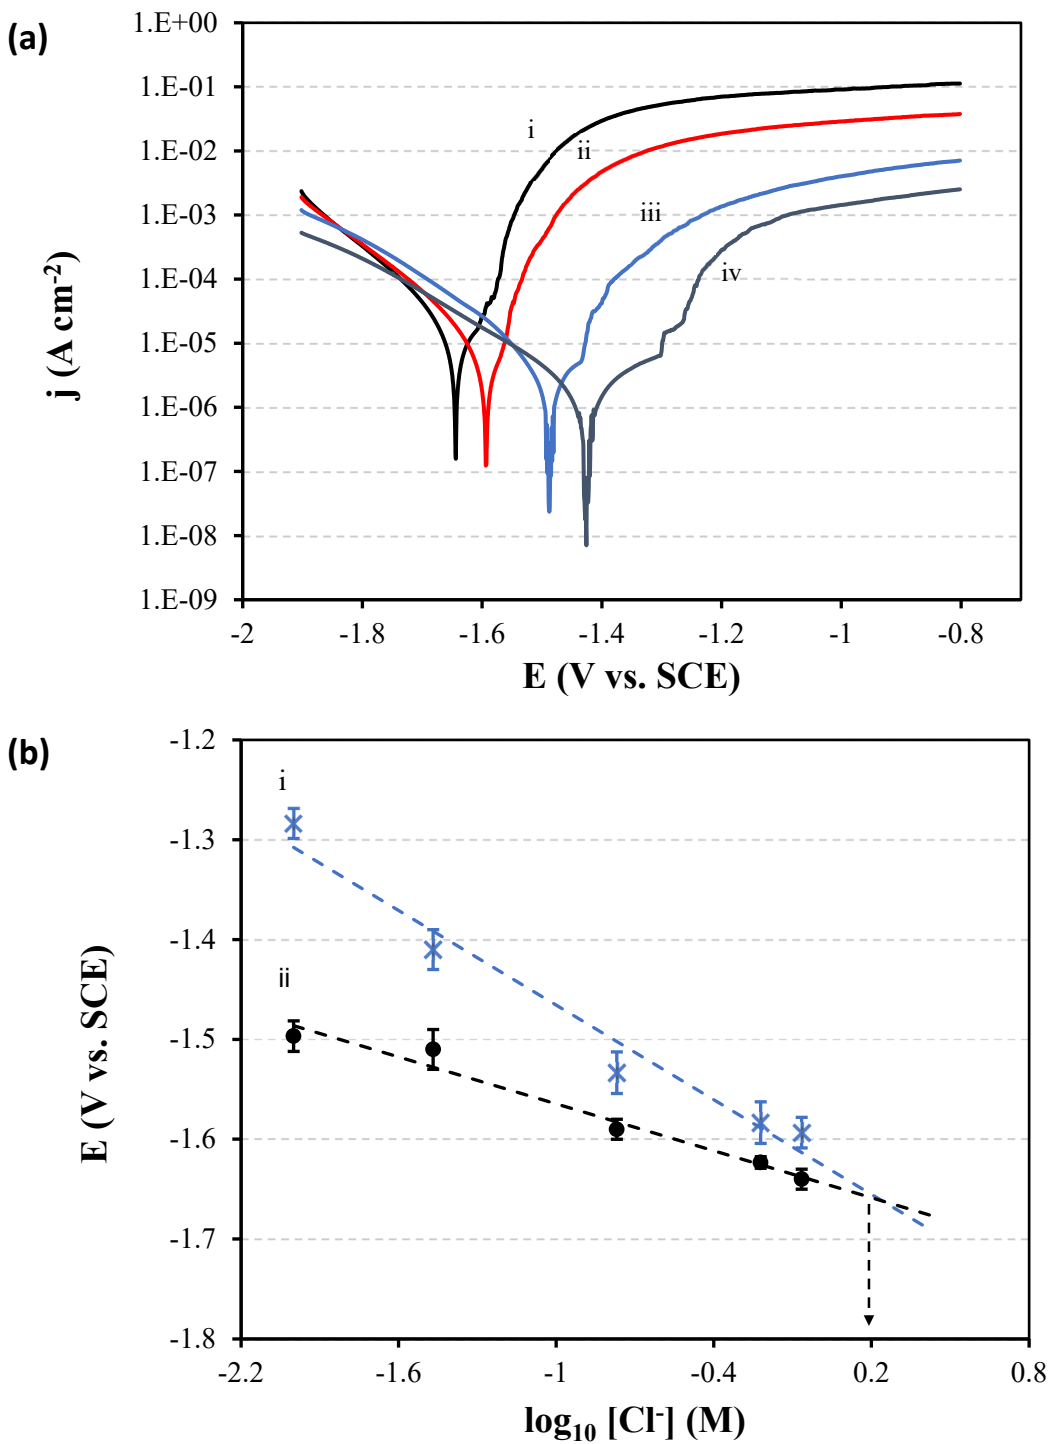 (a)
1.E+00
1.E-01
1.E-02
1.E-03
1.E-04
1.E-05
1.E-06
1.E-07
1.E-08
1.E-09
j (A cm-2)
i
ii
iii
iv
-2
-1.8
-1.6
-1.4
-1.2
-1
-0.8
E (V vs. SCE)
(b)
-1.2
-1.3
-1.4
-1.5
-1.6
-1.7
-1.8
E (V vs. SCE)
i
ii
-2.2
-1.6
-1
-0.4
0.2
0.8
log10 [Cl-] (M)